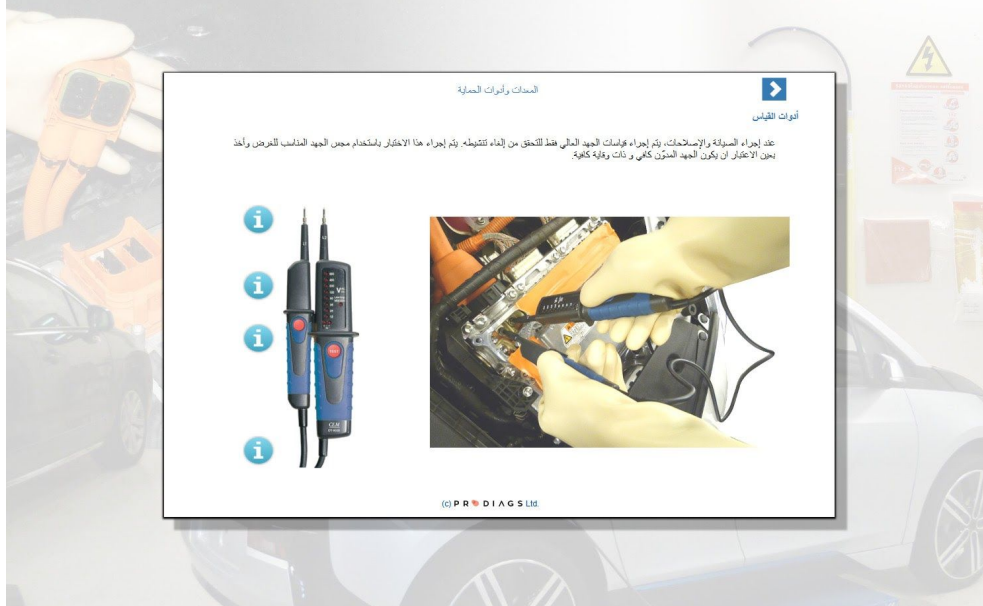 المعدات وأدوات الحماية
أدوات القياس
عند إجراء الصيانة والإصلاحات، يتم إجراء قياسات الجهد العالي فقط للتحقق من إلغاء تنشيطه. يتم إجراء هذا الاختبار باستخدام مجس الجهد المناسب للغرض وأخذ
بعين الاعتبار ان يكون الجهد المدوّن كافي و ذات وقاية كافية.
(c) PRODIAGS Ltd.